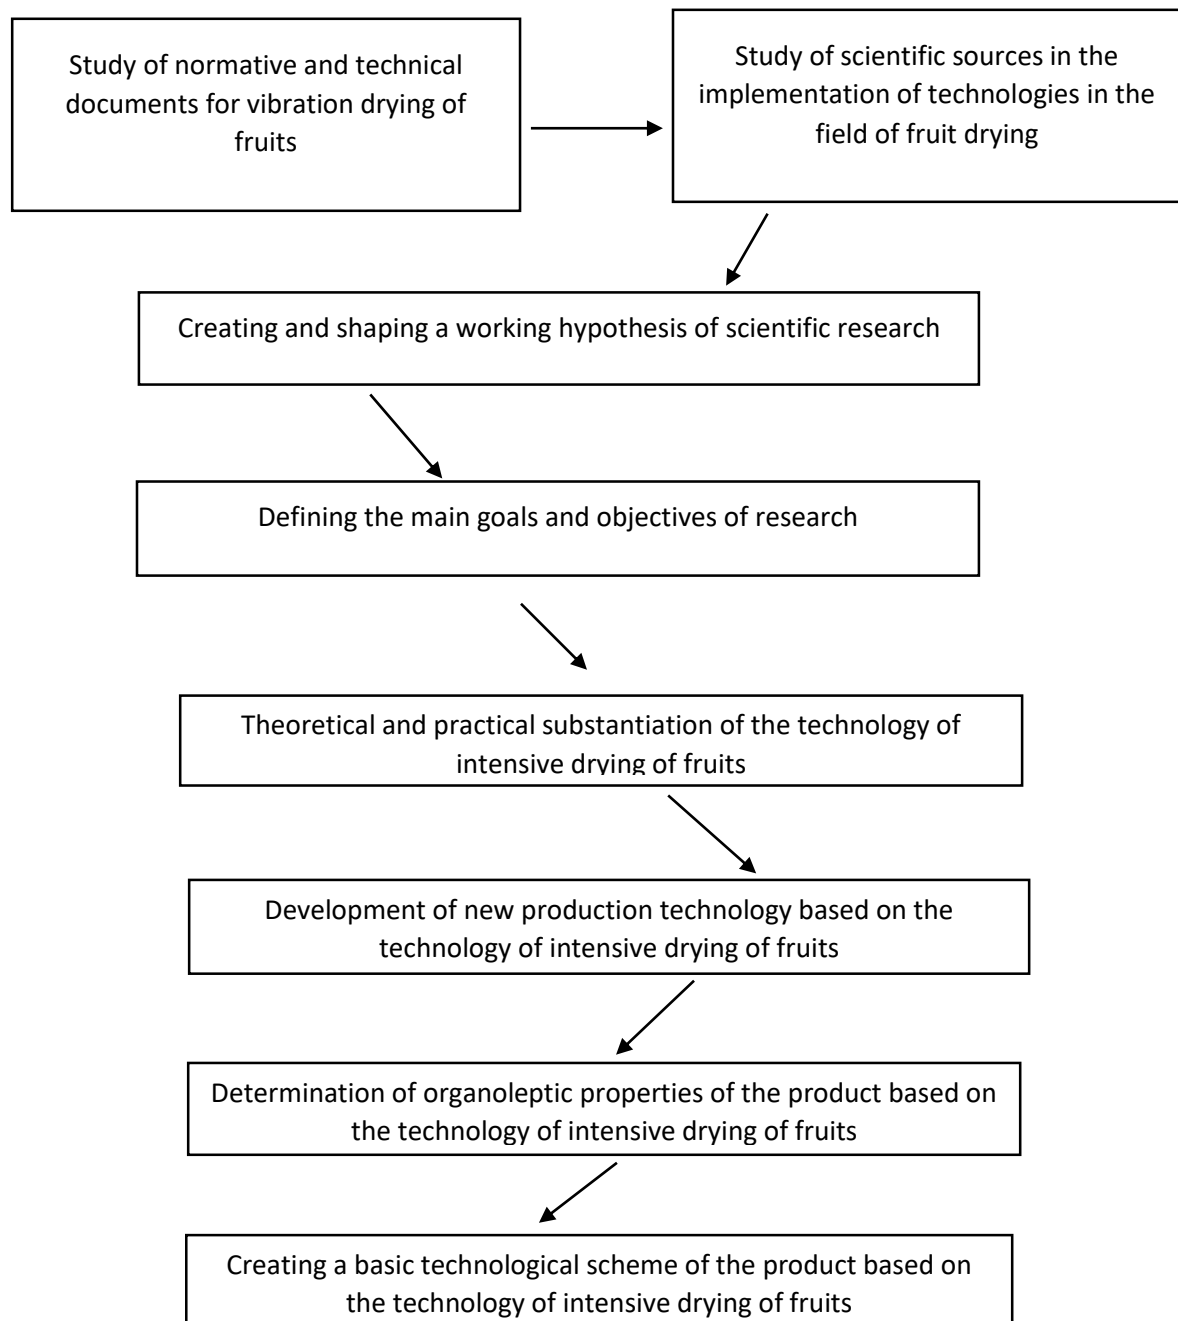 Study of normative and technical
documents for vibration drying of
fruits
Study of scientific sources in the
implementation of technologies in the
field of fruit drying
Creating and shaping a working hypothesis of scientific research
Defining the main goals and objectives of research
Theoretical and practical substantiation of the technology of
intensive drying of fruits
Development of new production technology based on the
technology of intensive drying of fruits
Determination of organoleptic properties of the product based on
the technology of intensive drying of fruits
Creating a basic technological scheme of the product based on
the technology of intensive drying of fruits